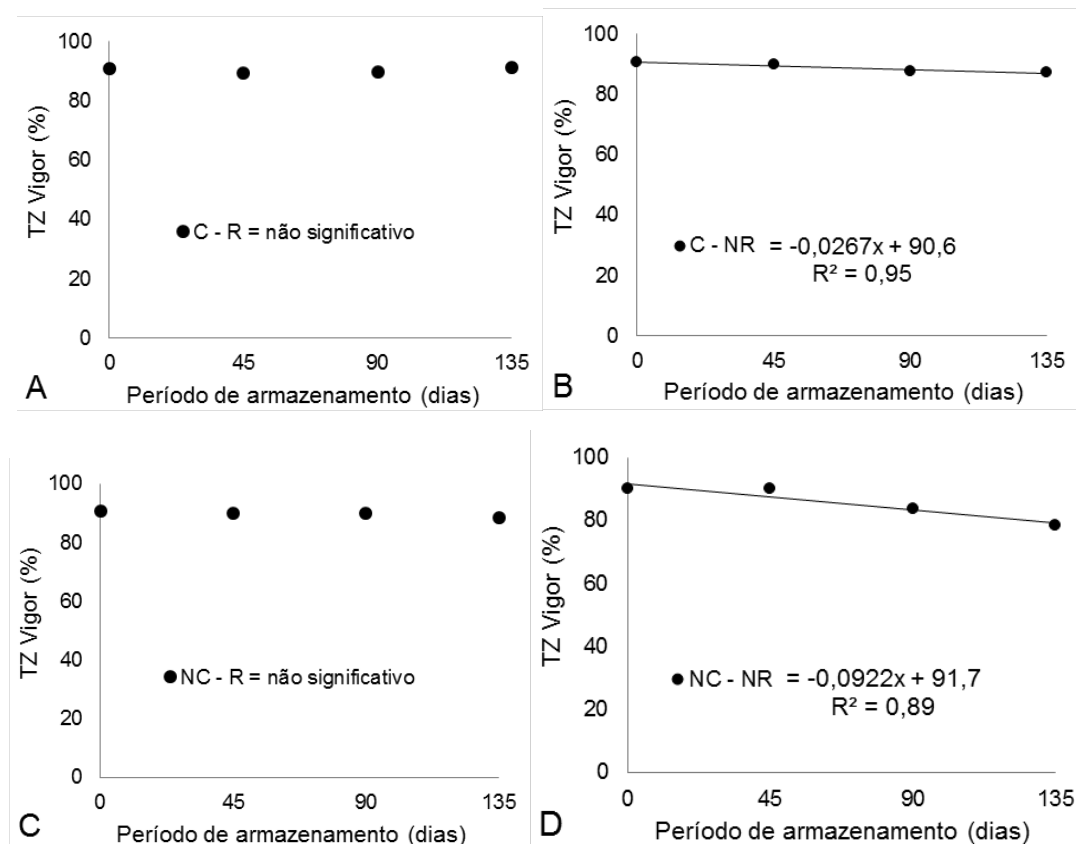 TZ Vigor (%)
100
80
60
40
20
0
C - R = não significativo
0 45 90 135
Período de armazenamento (dias)
A
TZ Vigor (%)
100
80
60
40
20
0
C - NR = -0,0267x + 90,6
R² = 0,95
0 45 90 135
Período de armazenamento (dias)
B
TZ Vigor (%)
100
80
60
40
20
0
NC - R = não significativo
0 45 90 135
Período de armazenamento (dias)
C
TZ Vigor (%)
100
80
60
40
20
0
NC - NR = -0,0922x + 91,7
R² = 0,89
0 45 90 135
Período de armazenamento (dias)
D